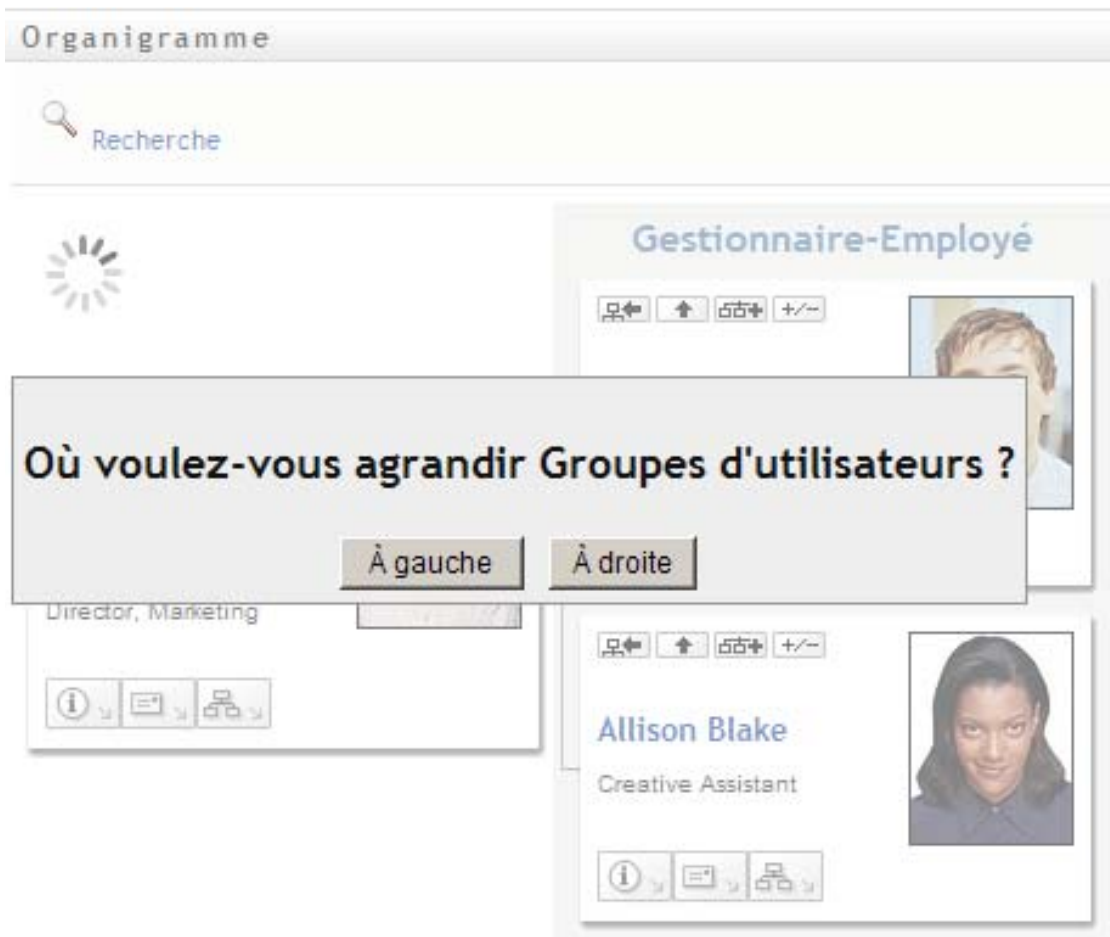 Organigramme
Recherche
Gestionnaire-Employé
+/-
Où voulez-vous agrandir Groupes d'utilisateurs ?
À gauche
À droite
Director, Marketing
+/-
Allison Blake
Creative Assistant